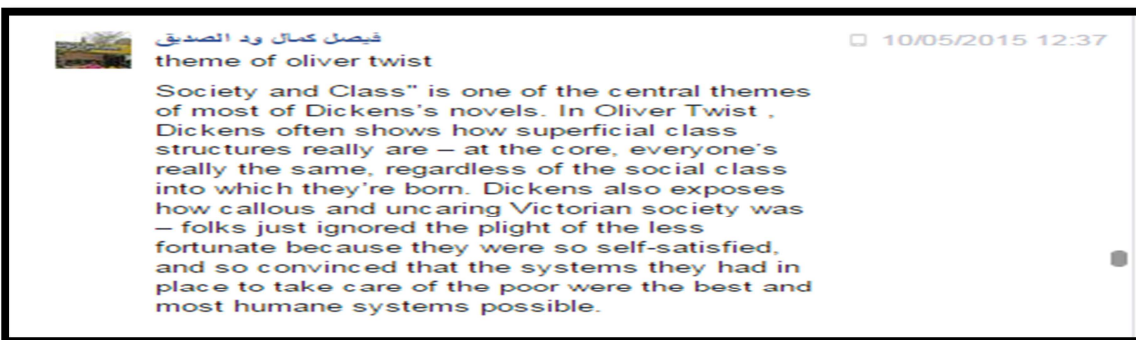 فيصل كمال ود الصديق
10/05/2015 12:37
theme of oliver twist
Society and Class" is one of the central themes
of most of Dickens's novels. In Oliver Twist ,
Dickens often shows how superficial class
structures really are – at the core, everyone's
really the same, regardless of the social class
into which they're born. Dickens also exposes
how callous and uncaring Victorian society was
– folks just ignored the plight of the less
fortunate because they were so self-satisfied,
and so convinced that the systems they had in
place to take care of the poor were the best and
most humane systems possible.